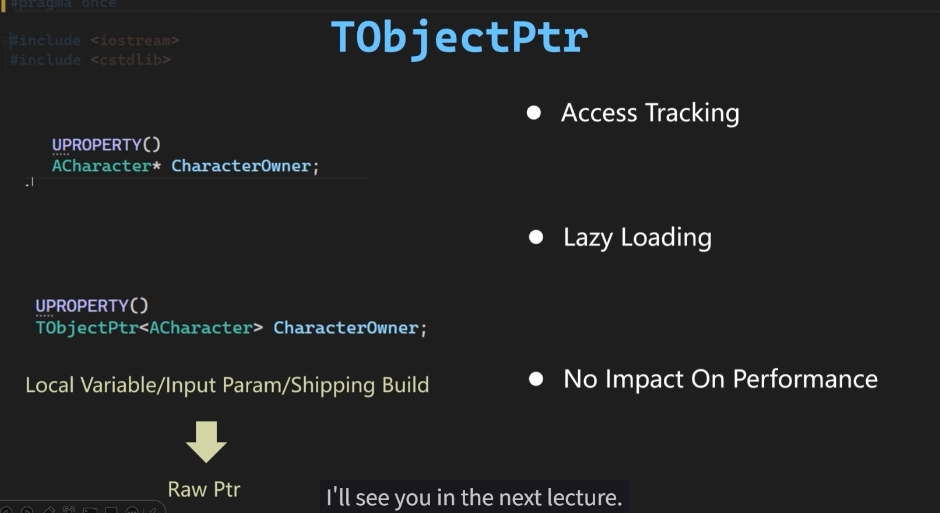 #pragma once
#include <iostream>
#include <cstdlib>
TObjectPtr
UPROPERTY()
ACharacter* CharacterOwner;
UPROPERTY()
TObjectPtr<ACharacter> CharacterOwner;
Local Variable/Input Param/Shipping Build
Raw Ptr
● Access Tracking
● Lazy Loading
● No Impact On Performance
I'll see you in the next lecture.